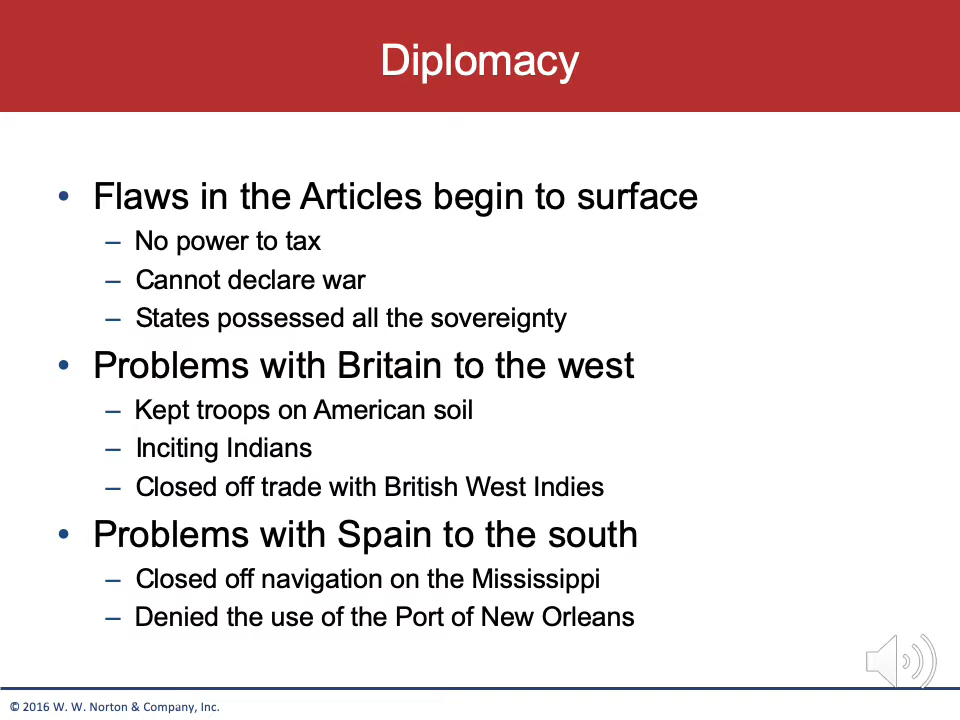 Diplomacy
• Flaws in the Articles begin to surface
– No power to tax
– Cannot declare war
– States possessed all the sovereignty
• Problems with Britain to the west
– Kept troops on American soil
– Inciting Indians
– Closed off trade with British West Indies
• Problems with Spain to the south
– Closed off navigation on the Mississippi
– Denied the use of the Port of New Orleans
© 2016 W. W. Norton & Company, Inc.